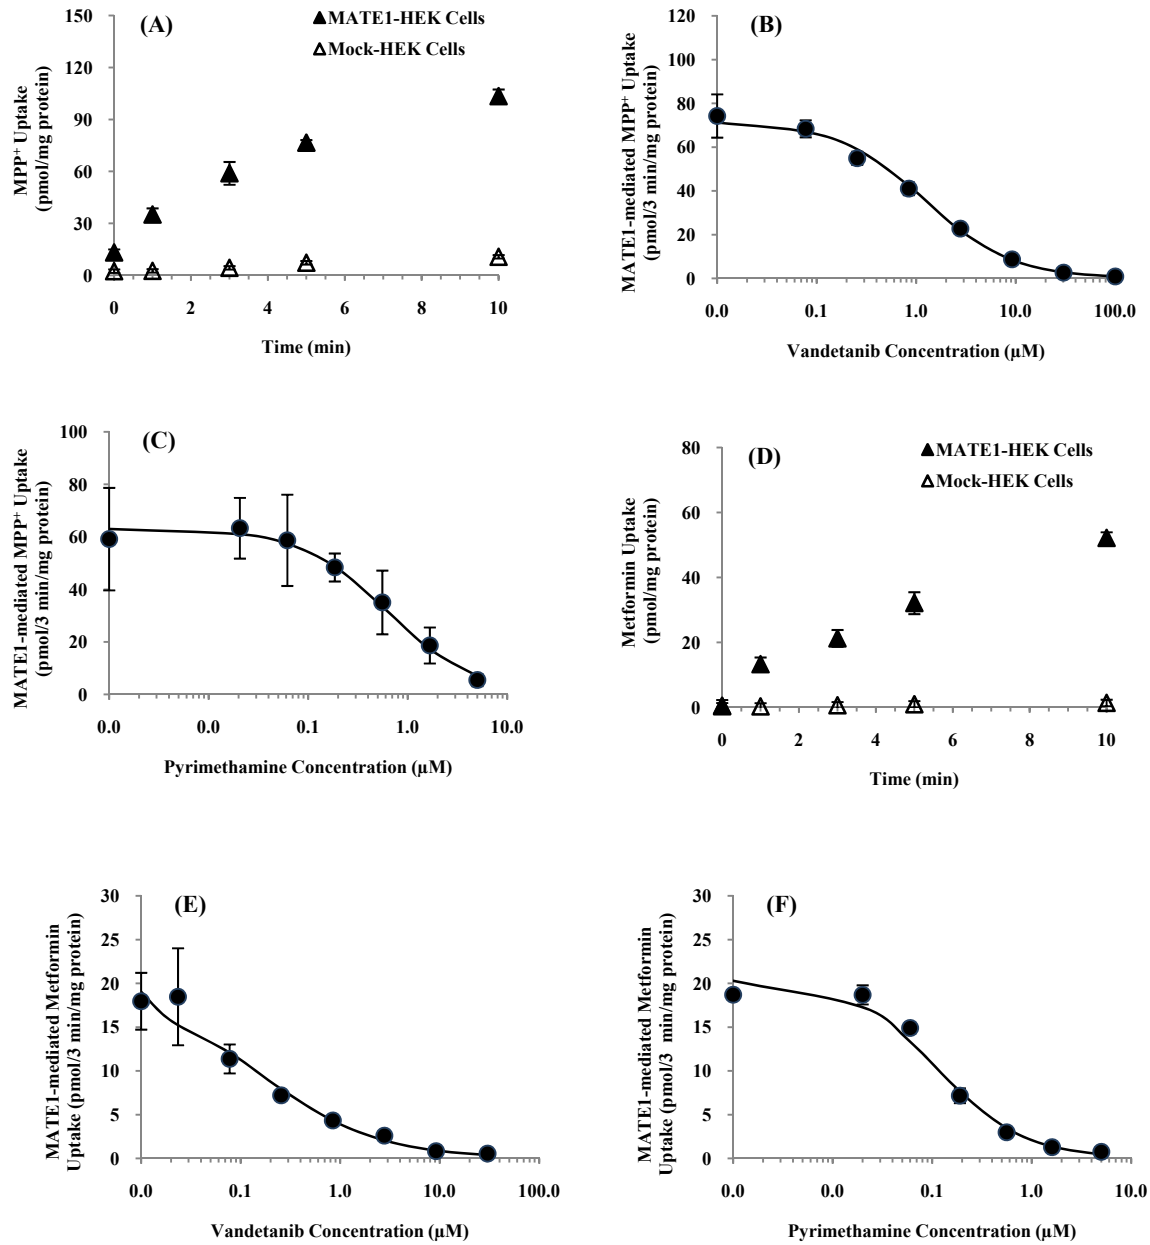 (A)
▲MATE1-HEK Cells
△Mock-HEK Cells
MPP⁺ Uptake
(pmol/mg protein)
150
120
90
60
30
0
0 2 4 6 8 10
Time (min)
(B)
MATE1-mediated MPP⁺ Uptake
(pmol/3 min/mg protein)
120
100
80
60
40
20
0
0.0 0.1 1.0 10.0 100.0
Vandetanib Concentration (µM)
(C)
MATE1-mediated MPP⁺ Uptake
(pmol/3 min/mg protein)
100
80
60
40
20
0
0.0 0.0 0.1 1.0 10.0
Pyrimethamine Concentration (µM)
(D)
▲MATE1-HEK Cells
△Mock-HEK Cells
Metformin Uptake
(pmol/mg protein)
80
60
40
20
0
0 2 4 6 8 10
Time (min)
(E)
MATE1-mediated Metformin
Uptake (pmol/3 min/mg protein)
30
25
20
15
10
5
0
0.0 0.1 1.0 10.0 100.0
Vandetanib Concentration (µM)
(F)
MATE1-mediated Metformin
Uptake (pmol/3 min/mg protein)
30
25
20
15
10
5
0
0.0 0.0 0.1 1.0 10.0
Pyrimethamine Concentration (µM)